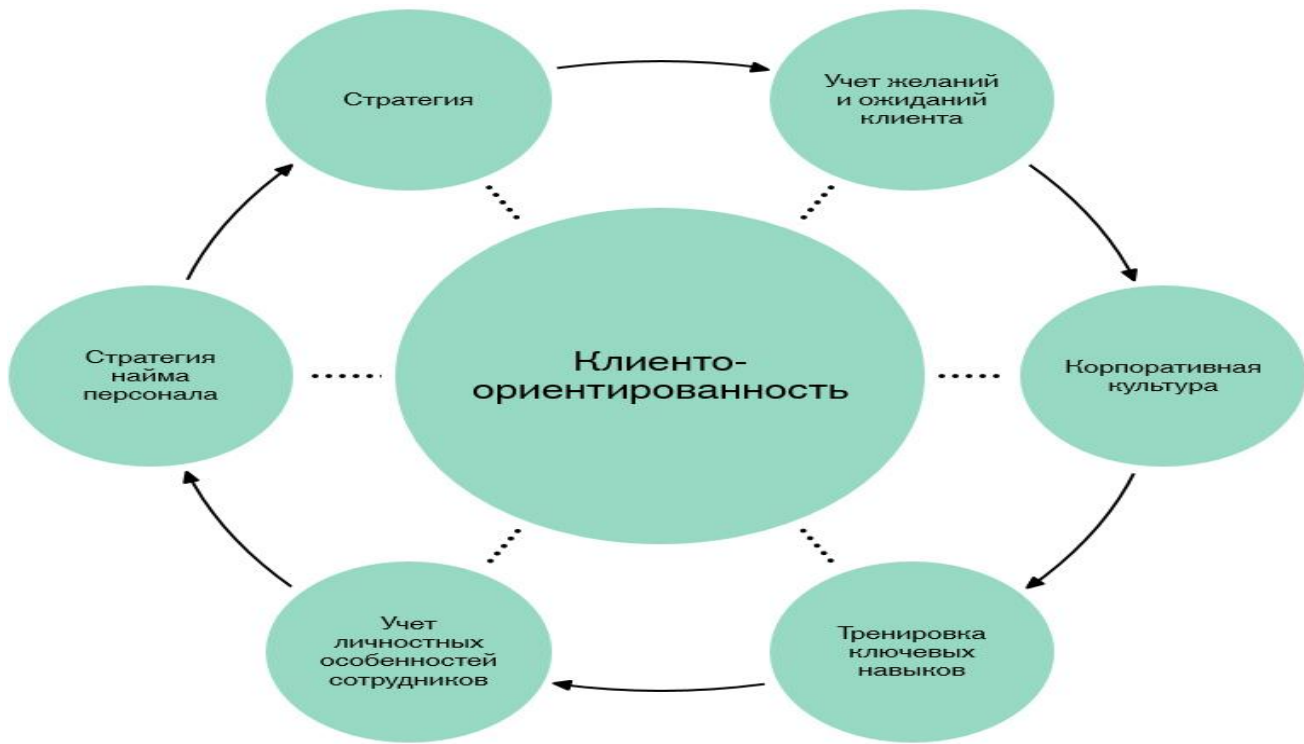 Стратегия
Учет желаний
и ожиданий
клиента
Стратегия
найма
персонала
Клиенто-
ориентированность
Корпоративная
культура
Учет
личностных
особенностей
сотрудников
Тренировка
ключевых
навыков